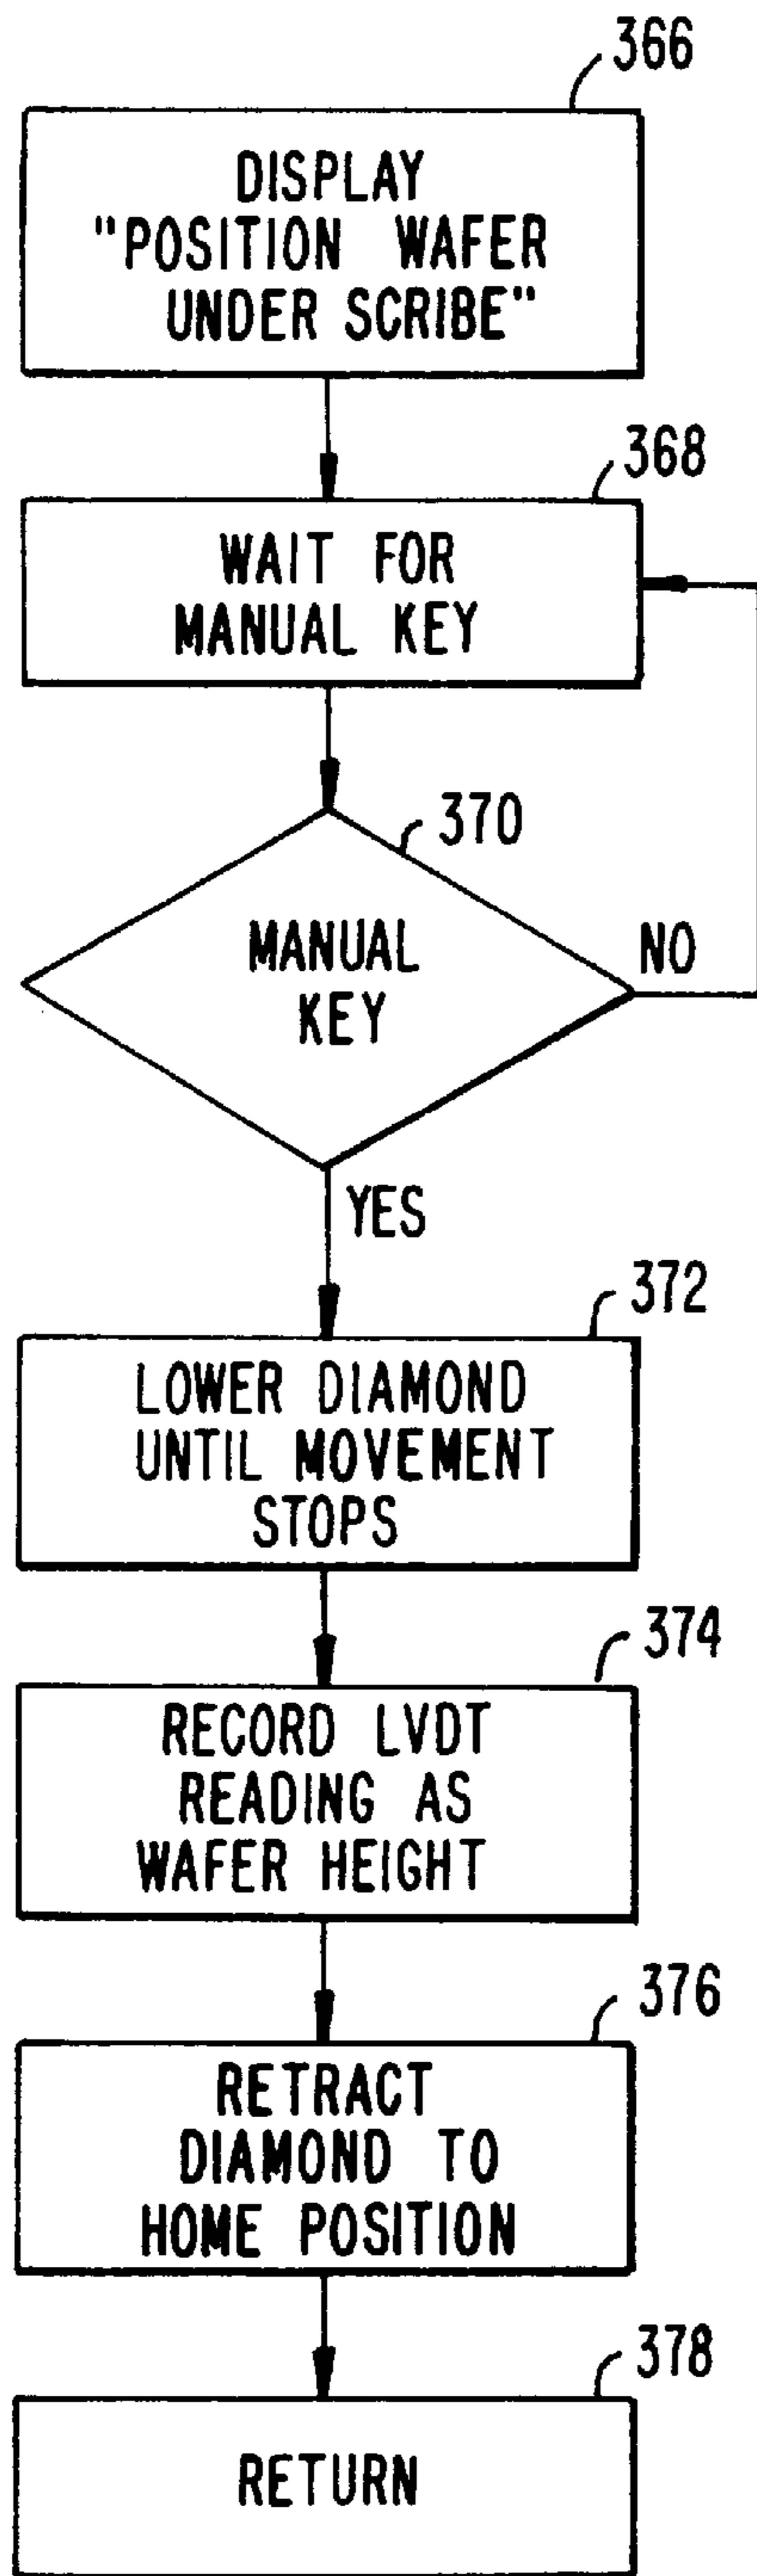 366
DISPLAY
"POSITION WAFER
UNDER SCRIBE"
368
WAIT FOR
MANUAL KEY
370
MANUAL
KEY
NO
YES
372
LOWER DIAMOND
UNTIL MOVEMENT
STOPS
374
RECORD LVDT
READING AS
WAFER HEIGHT
376
RETRACT
DIAMOND TO
HOME POSITION
378
RETURN